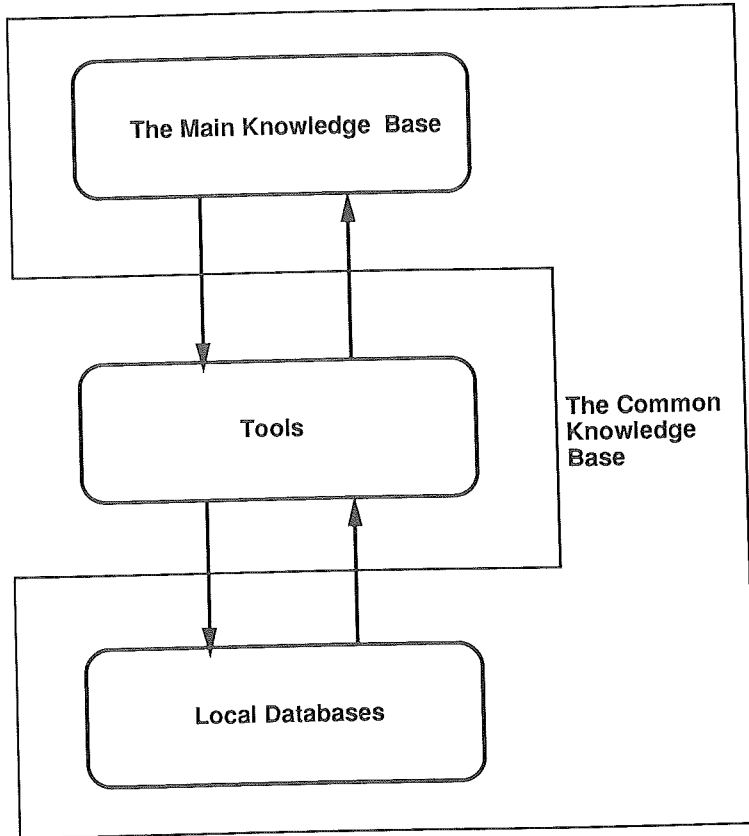 The Main Knowledge Base
Tools
The Common
Knowledge
Base
Local Databases